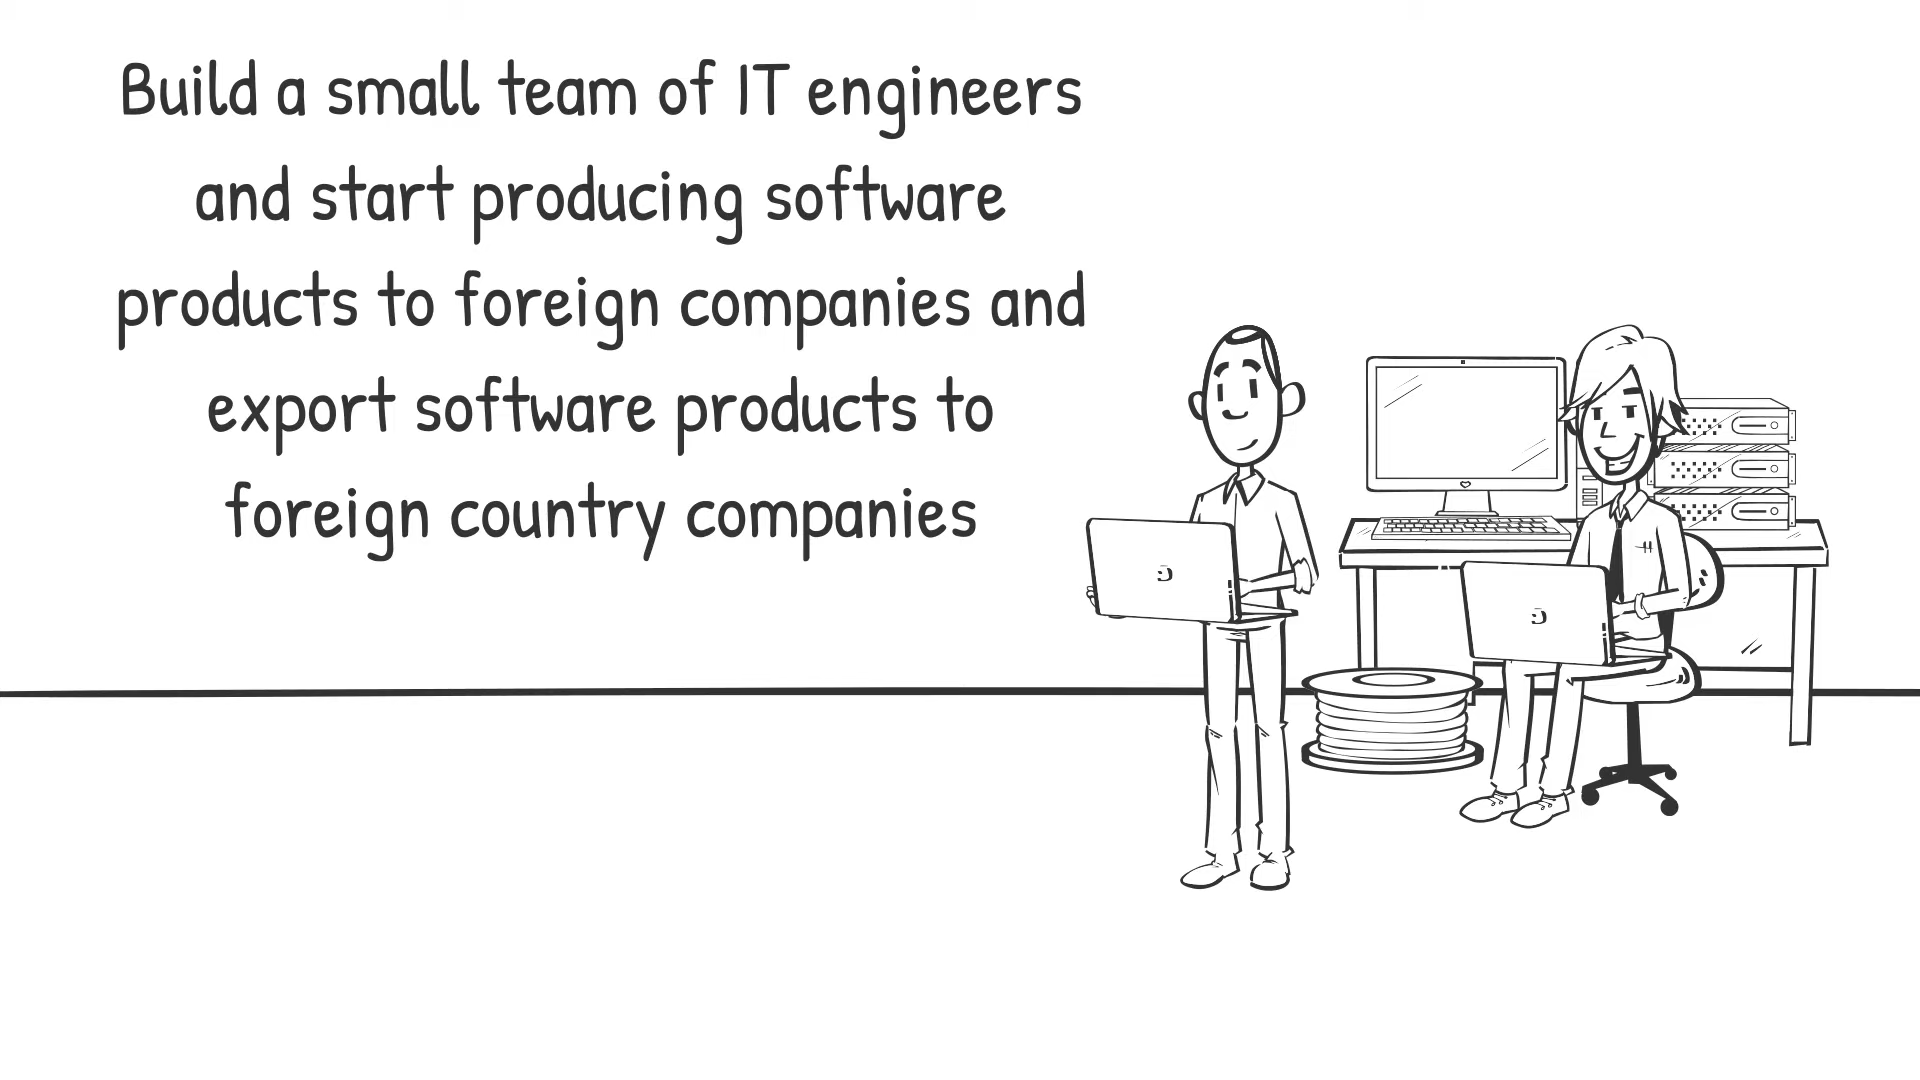 Build a small team of IT engineers
and start producing software
products to foreign companies and
export software products to
foreign country companies